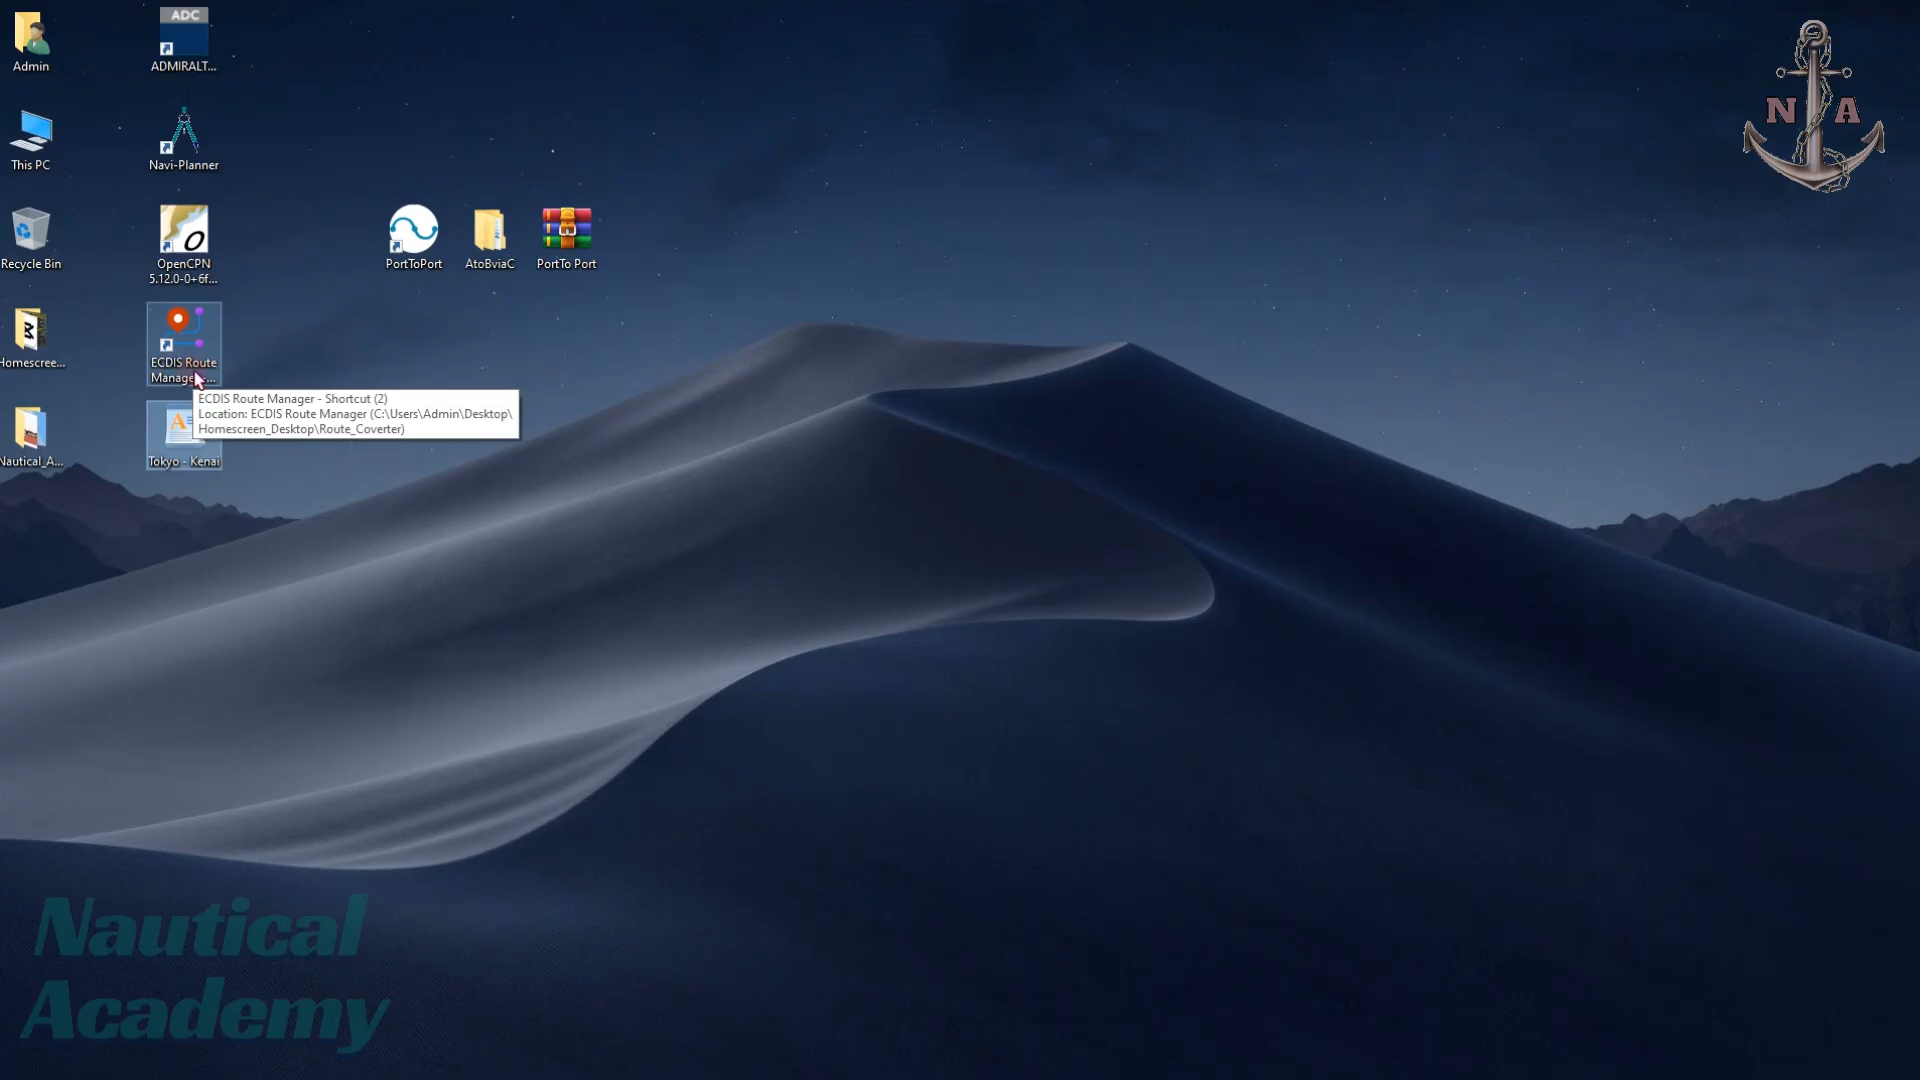 Admin
ADC
ADMIRALT...
N A
This PC
Navi-Planner
Recycle Bin
OpenCPN
5.12.0-0+6f...
PortToPort
AtoBviaC
PortTo Port
Homescree...
ECDIS Route
Manage...
ECDIS Route Manager - Shortcut (2)
Location: ECDIS Route Manager (C:\Users\Admin\Desktop\
Homescreen_Desktop\Route_Coverter)
Nautical_A...
Tokyo - Kenai
Nautical
Academy